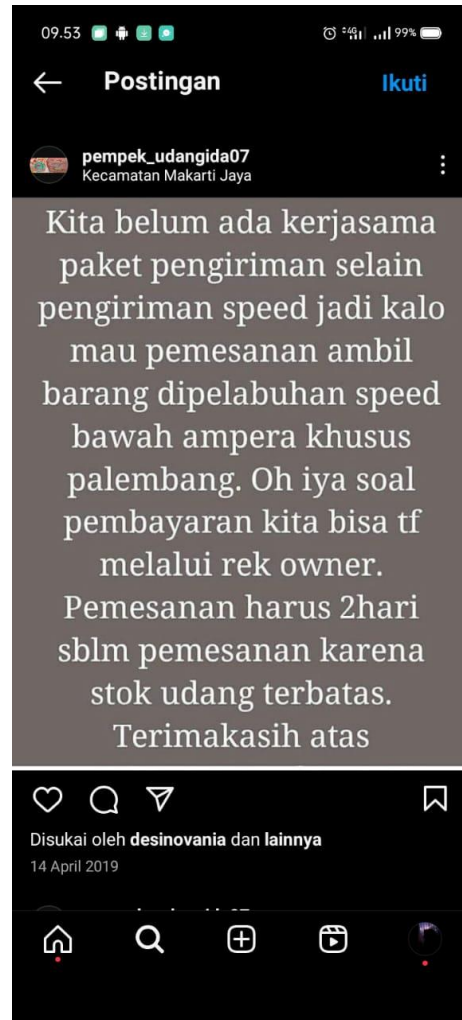 09.53
99%
Postingan
Ikuti
pempek_udangida07
Kecamatan Makarti Jaya
Kita belum ada kerjasama
paket pengiriman selain
pengiriman speed jadi kalo
mau pemesanan ambil
barang dipelabuhan speed
bawah ampera khusus
palembang. Oh iya soal
pembayaran kita bisa tf
melalui rek owner.
Pemesanan harus 2hari
sblm pemesanan karena
stok udang terbatas.
Terimakasih atas
Disukai oleh desinovania dan lainnya
14 April 2019